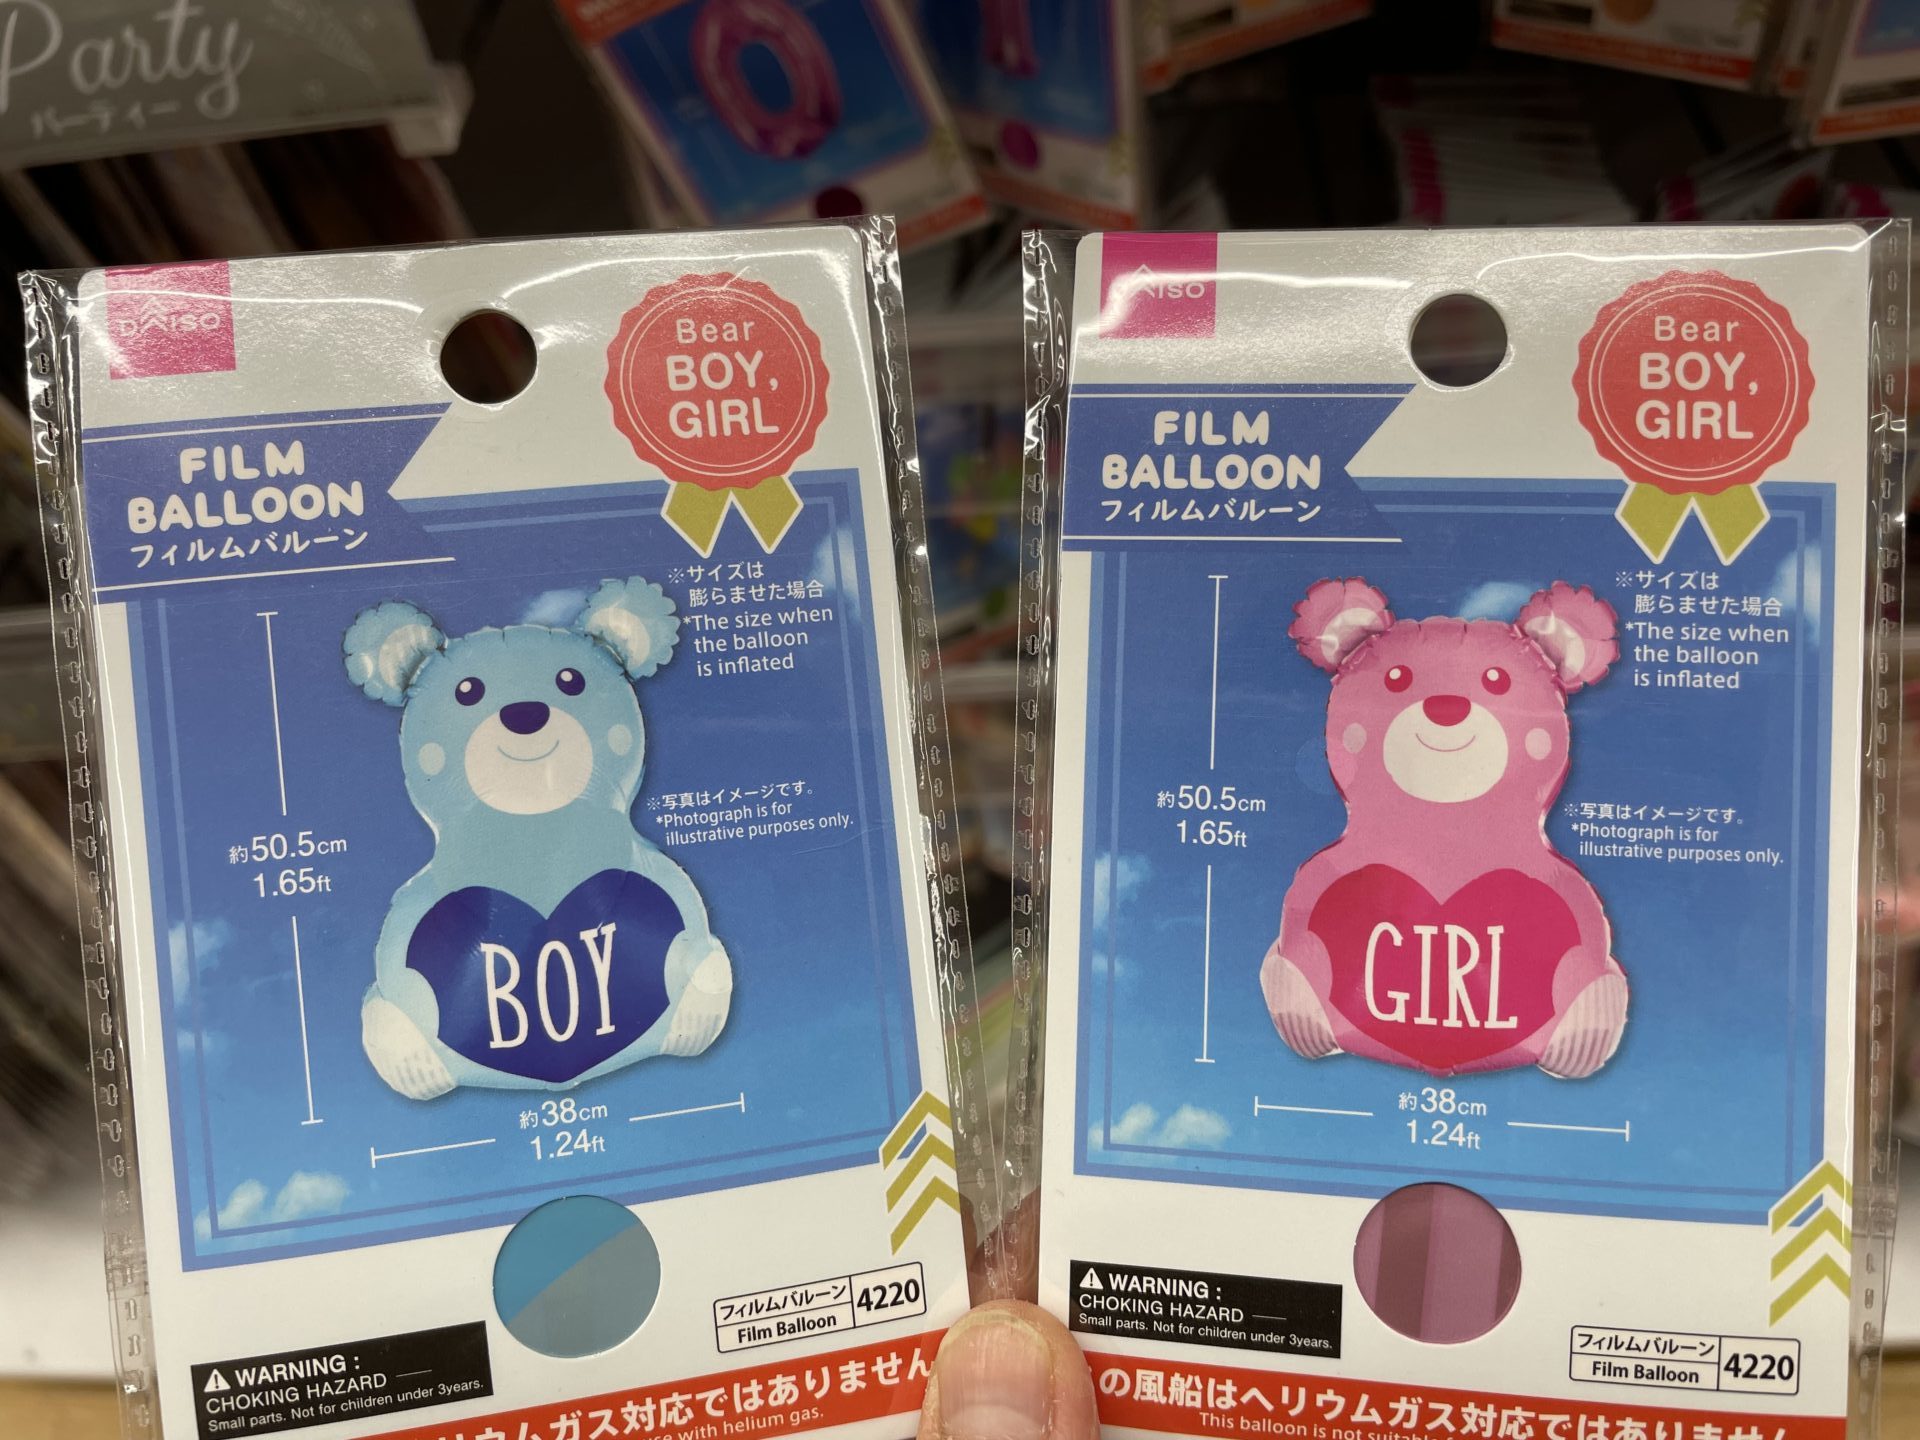 Party
パーティー
DAISO
Bear
BOY,
GIRL
FILM
BALLOON
フィルムバルーン
※サイズは
膨らませた場合
*The size when
the balloon
is inflated
※写真はイメージです。
*Photograph is for
illustrative purposes only.
約50.5cm
1.65ft
BOY
約38cm
1.24ft
フィルムバルーン
Film Balloon
4220
WARNING :
CHOKING HAZARD
Small parts. Not for children under 3years.
リウムガス対応ではありません
with helium gas.
DAISO
Bear
BOY,
GIRL
FILM
BALLOON
フィルムバルーン
※サイズは
膨らませた場合
*The size when
the balloon
is inflated
※写真はイメージです。
*Photograph is for
illustrative purposes only.
約50.5cm
1.65ft
GIRL
約38cm
1.24ft
WARNING :
CHOKING HAZARD
Small parts. Not for children under 3years.
フィルムバルーン
Film Balloon
4220
の風船はヘリウムガス対応ではありません
This balloon is not suitable